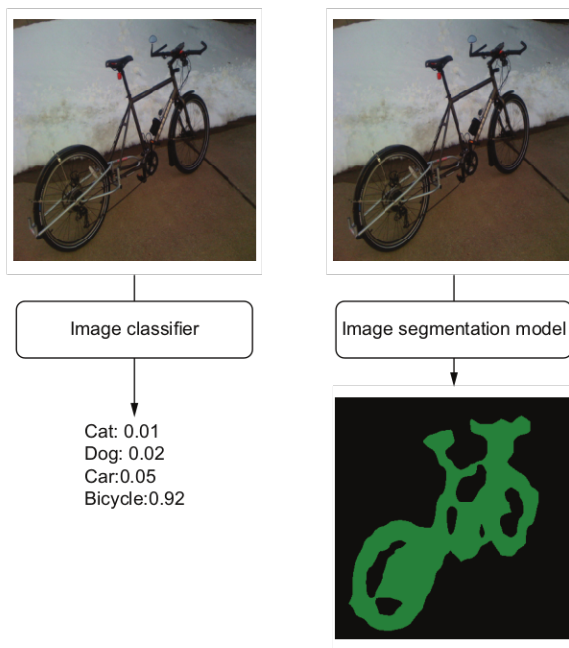 Image classifier
Image segmentation model
Cat: 0.01
Dog: 0.02
Car:0.05
Bicycle:0.92